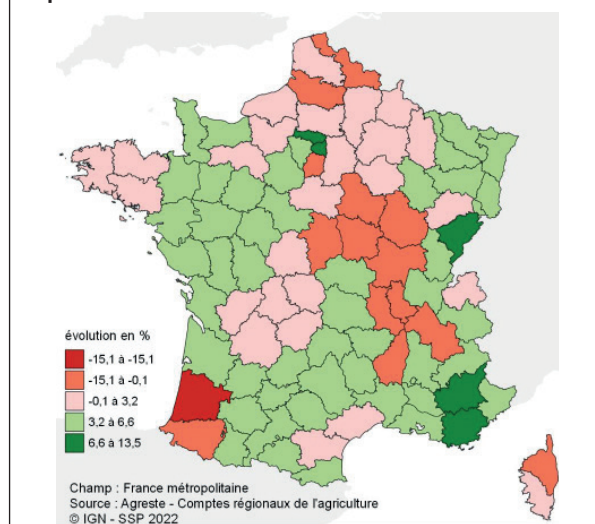 évolution en %
-15,1 à -15,1
-15,1 à -0,1
-0,1 à 3,2
3,2 à 6,6
6,6 à 13,5
Champ : France métropolitaine
Source : Agreste - Comptes régionaux de l'agriculture
© IGN - SSP 2022